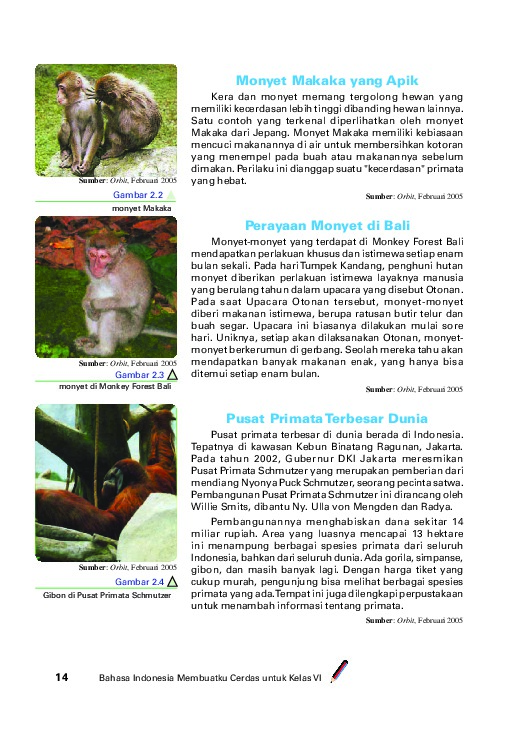 Monyet Makaka yang Apik
Kera dan monyet memang tergolong hewan yang
memiliki kecerdasan lebih tinggi dibanding hewan lainnya.
Satu contoh yang terkenal diperlihatkan oleh monyet
Makaka dari Jepang. Monyet Makaka memiliki kebiasaan
mencuci makanannya di air untuk membersihkan kotoran
yang menempel pada buah atau makanannya sebelum
dimakan. Perilaku ini dianggap suatu "kecerdasan" primata
yang hebat.
Sumber: Orbit, Februari 2005
Sumber: Orbit, Februari 2005
Gambar 2.2
monyet Makaka
Perayaan Monyet di Bali
Monyet-monyet yang terdapat di Monkey Forest Bali
mendapatkan perlakuan khusus dan istimewa setiap enam
bulan sekali. Pada hari Tumpek Kandang, penghuni hutan
monyet diberikan perlakuan istimewa layaknya manusia
yang berulang tahun dalam upacara yang disebut Otonan.
Pada saat Upacara Otonan tersebut, monyet-monyet
diberi makanan istimewa, berupa ratusan butir telur dan
buah segar. Upacara ini biasanya dilakukan mulai sore
hari. Uniknya, setiap akan dilaksanakan Otonan, monyet-
monyet berkerumun di gerbang. Seolah mereka tahu akan
mendapatkan banyak makanan enak, yang hanya bisa
ditemui setiap enam bulan.
Sumber: Orbit, Februari 2005
Sumber: Orbit, Februari 2005
Gambar 2.3
monyet di Monkey Forest Bali
Pusat Primata Terbesar Dunia
Pusat primata terbesar di dunia berada di Indonesia.
Tepatnya di kawasan Kebun Binatang Ragunan, Jakarta.
Pada tahun 2002, Gubernur DKI Jakarta meresmikan
Pusat Primata Schmutzer yang merupakan pemberian dari
mendiang Nyonya Puck Schmutzer, seorang pecinta satwa.
Pembangunan Pusat Primata Schmutzer ini dirancang oleh
Willie Smits, dibantu Ny. Ulla von Mengden dan Radya.
Pembangunannya menghabiskan dana sekitar 14
miliar rupiah. Area yang luasnya mencapai 13 hektare
ini menampung berbagai spesies primata dari seluruh
Indonesia, bahkan dari seluruh dunia. Ada gorila, simpanse,
gibon, dan masih banyak lagi. Dengan harga tiket yang
cukup murah, pengunjung bisa melihat berbagai spesies
primata yang ada. Tempat ini juga dilengkapi perpustakaan
untuk menambah informasi tentang primata.
Sumber: Orbit, Februari 2005
Sumber: Orbit, Februari 2005
Gambar 2.4
Gibon di Pusat Primata Schmutzer
14 Bahasa Indonesia Membuatku Cerdas untuk Kelas VI